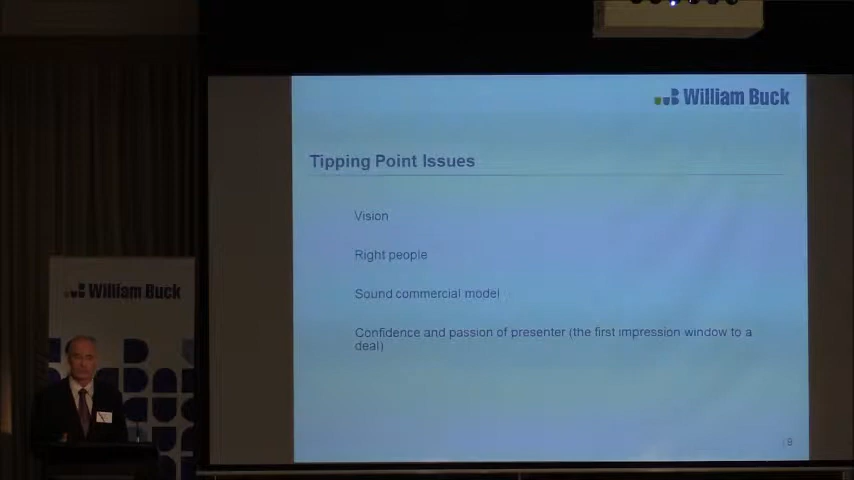 William Buck
Tipping Point Issues
Vision
Right people
Sound commercial model
Confidence and passion of presenter (the first impression window to a
deal)
William Buck